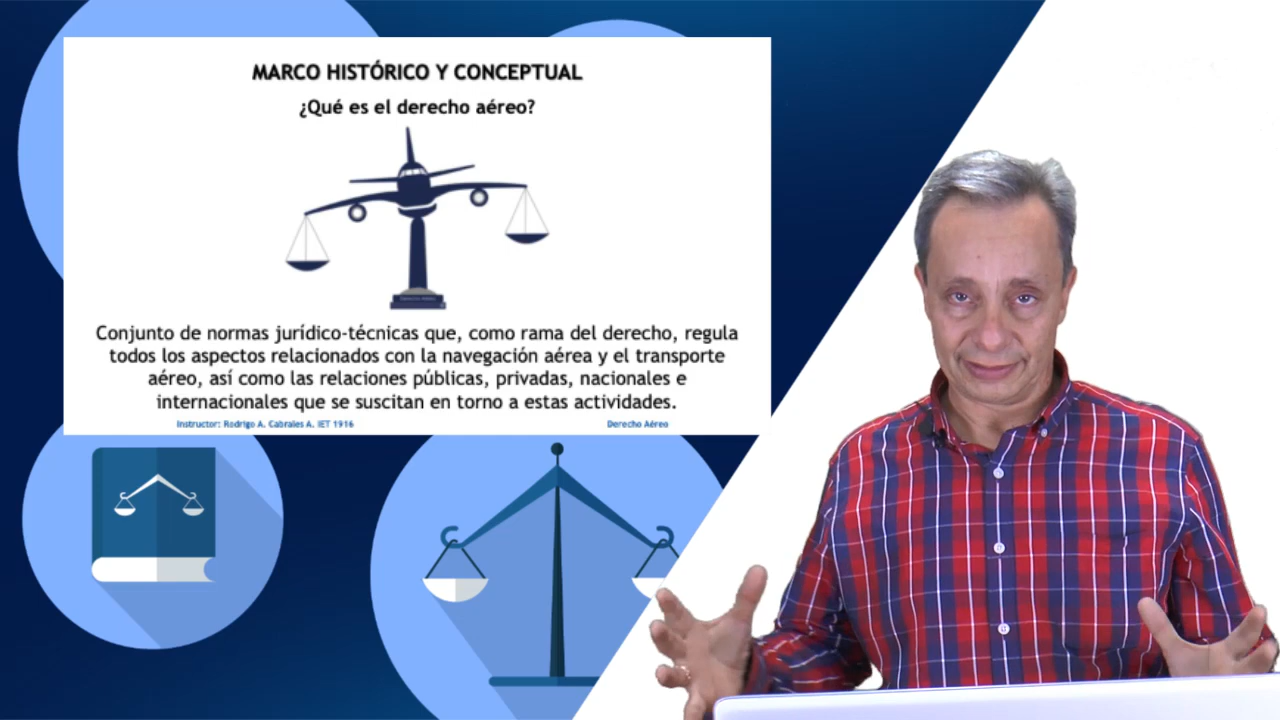 MARCO HISTÓRICO Y CONCEPTUAL
¿Qué es el derecho aéreo?
Conjunto de normas jurídico-técnicas que, como rama del derecho, regula
todos los aspectos relacionados con la navegación aérea y el transporte
aéreo, así como las relaciones públicas, privadas, nacionales e
internacionales que se suscitan en torno a estas actividades.
Instructor: Rodrigo A. Cabrales A. IET 1916
Derecho Aéreo